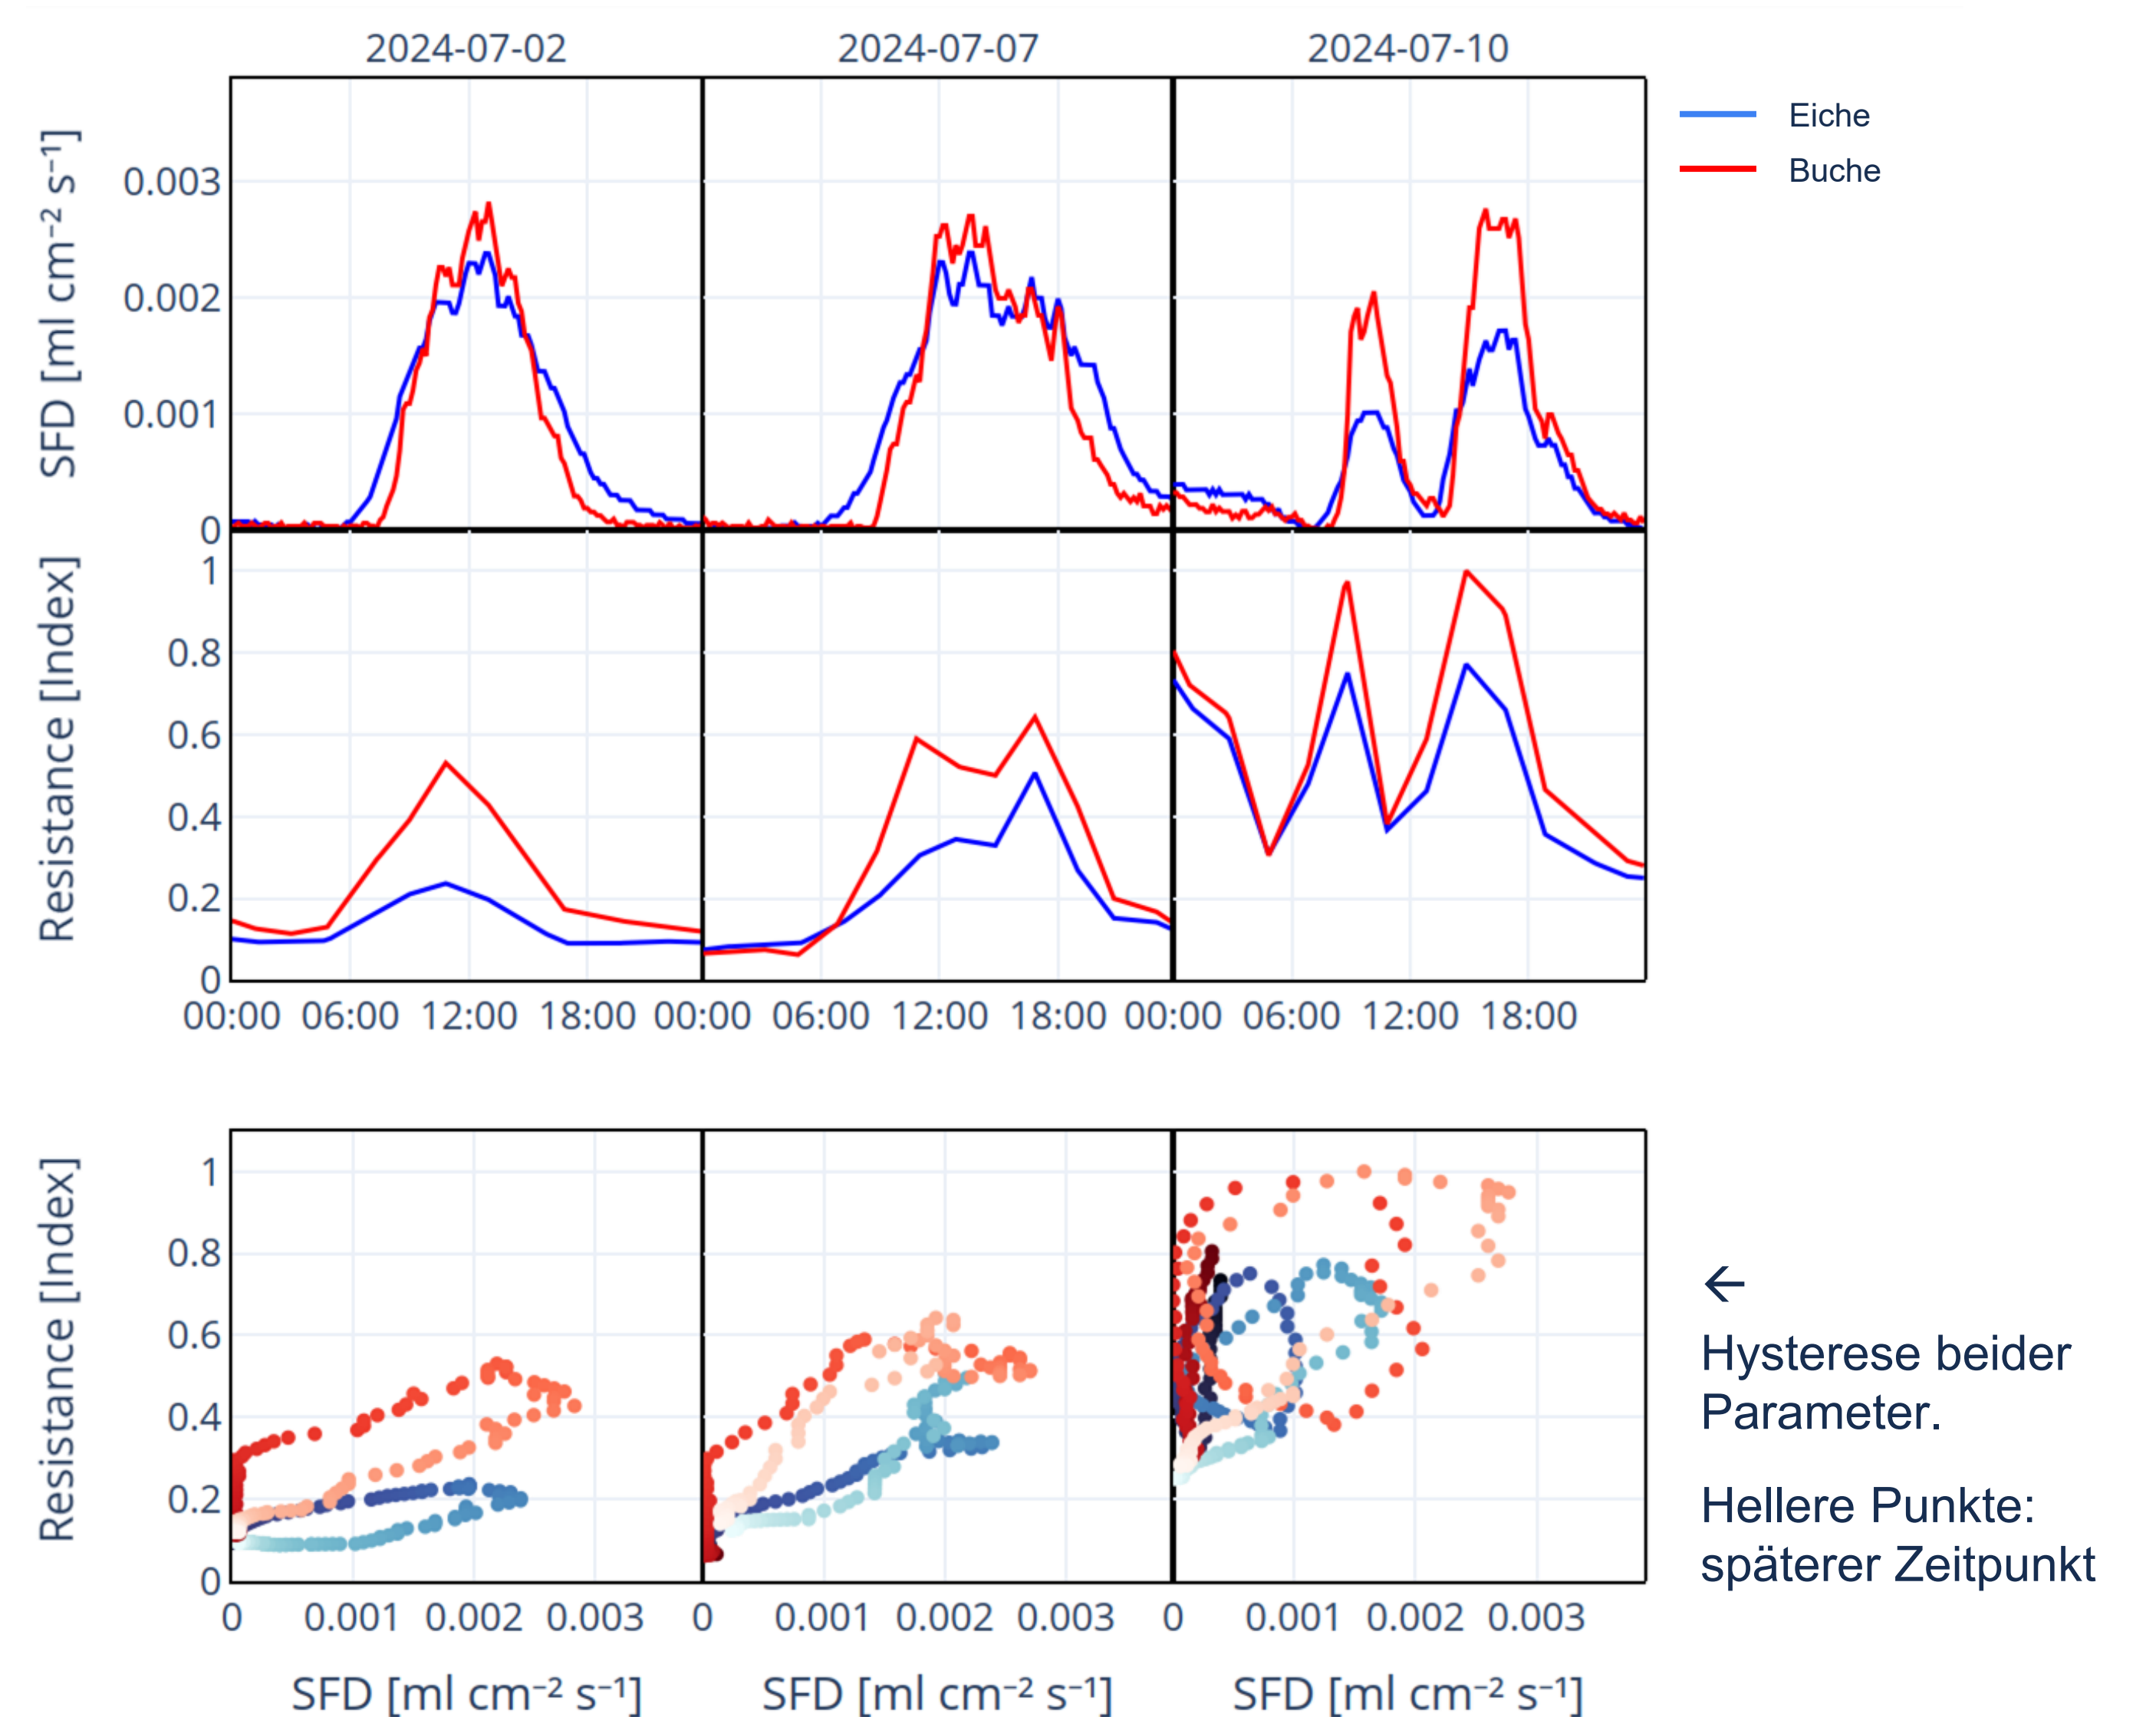 2024-07-02 2024-07-07 2024-07-10
Eiche
Buche
SFD [ml cm⁻² s⁻¹]
0.003
0.002
0.001
0
Resistance [Index]
1
0.8
0.6
0.4
0.2
0
00:00 06:00 12:00 18:00 00:00 06:00 12:00 18:00 00:00 06:00 12:00 18:00
Resistance [Index]
1
0.8
0.6
0.4
0.2
0
0 0.001 0.002 0.003 0 0.001 0.002 0.003 0 0.001 0.002 0.003
SFD [ml cm⁻² s⁻¹] SFD [ml cm⁻² s⁻¹] SFD [ml cm⁻² s⁻¹]
←
Hysterese beider
Parameter.
Hellere Punkte:
späterer Zeitpunkt